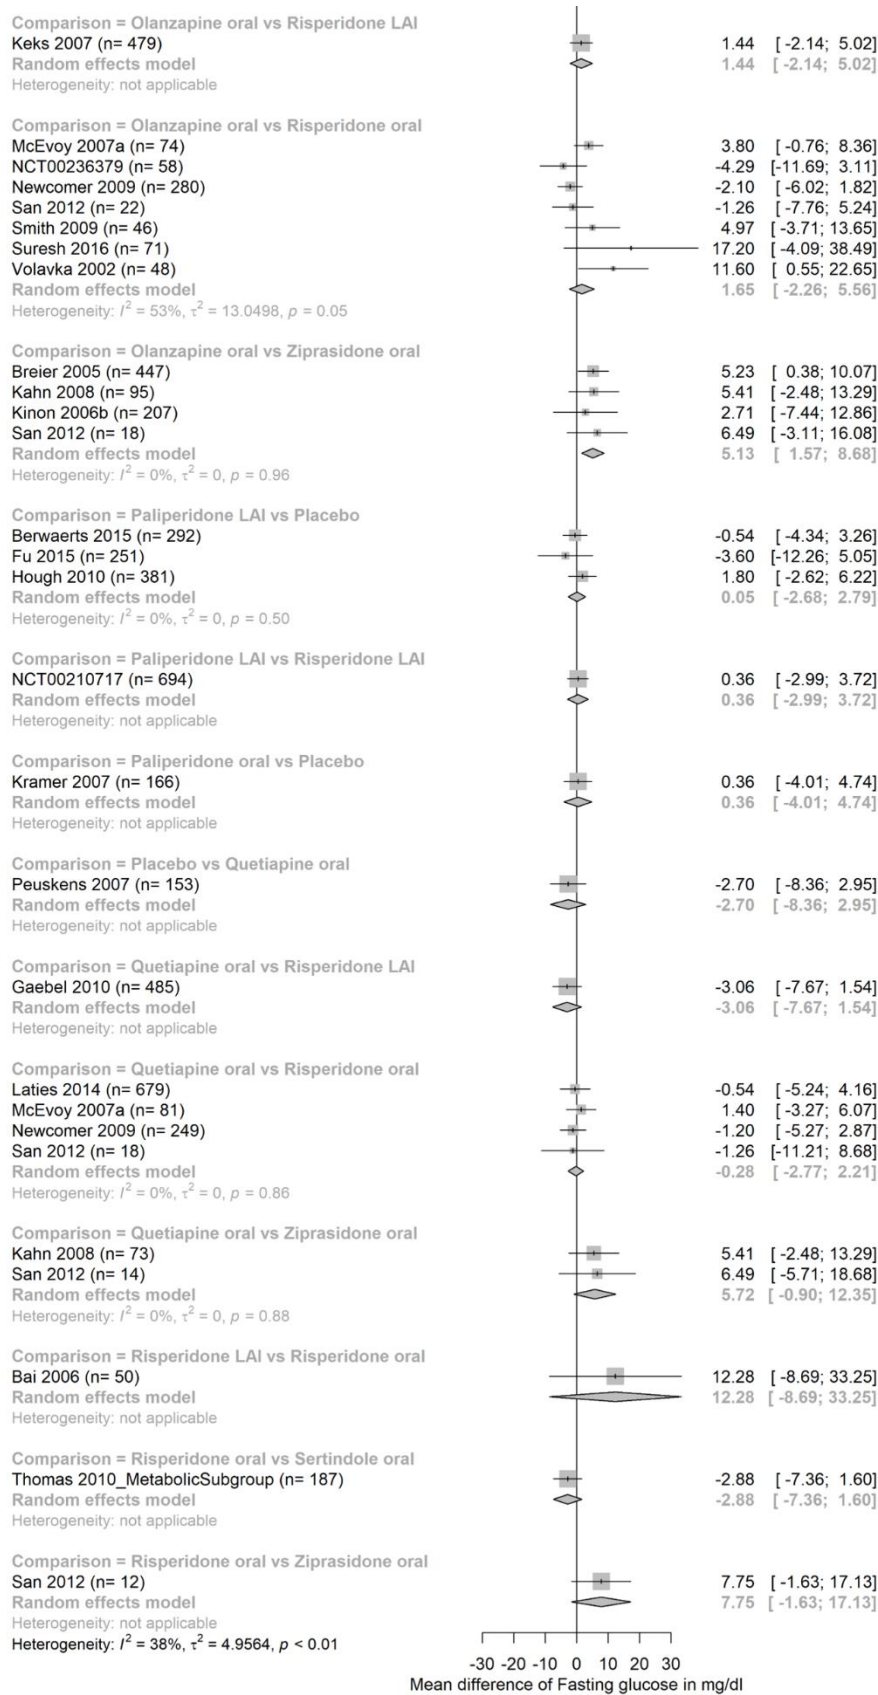 Comparison = Olanzapine oral vs Risperidone LAI
Keks 2007 (n= 479) 1.44 [ -2.14; 5.02]
Random effects model 1.44 [ -2.14; 5.02]
Heterogeneity: not applicable
Comparison = Olanzapine oral vs Risperidone oral
McEvoy 2007a (n= 74) 3.80 [ -0.76; 8.36]
NCT00236379 (n= 58) -4.29 [-11.69; 3.11]
Newcomer 2009 (n= 280) -2.10 [ -6.02; 1.82]
San 2012 (n= 22) -1.26 [ -7.76; 5.24]
Smith 2009 (n= 46) 4.97 [ -3.71; 13.65]
Suresh 2016 (n= 71) 17.20 [ -4.09; 38.49]
Volavka 2002 (n= 48) 11.60 [ 0.55; 22.65]
Random effects model 1.65 [ -2.26; 5.56]
Heterogeneity: I² = 53%, τ² = 13.0498, p = 0.05
Comparison = Olanzapine oral vs Ziprasidone oral
Breier 2005 (n= 447) 5.23 [ 0.38; 10.07]
Kahn 2008 (n= 95) 5.41 [ -2.48; 13.29]
Kinon 2006b (n= 207) 2.71 [ -7.44; 12.86]
San 2012 (n= 18) 6.49 [ -3.11; 16.08]
Random effects model 5.13 [ 1.57; 8.68]
Heterogeneity: I² = 0%, τ² = 0, p = 0.96
Comparison = Paliperidone LAI vs Placebo
Berwaerts 2015 (n= 292) -0.54 [ -4.34; 3.26]
Fu 2015 (n= 251) -3.60 [-12.26; 5.05]
Hough 2010 (n= 381) 1.80 [ -2.62; 6.22]
Random effects model 0.05 [ -2.68; 2.79]
Heterogeneity: I² = 0%, τ² = 0, p = 0.50
Comparison = Paliperidone LAI vs Risperidone LAI
NCT00210717 (n= 694) 0.36 [ -2.99; 3.72]
Random effects model 0.36 [ -2.99; 3.72]
Heterogeneity: not applicable
Comparison = Paliperidone oral vs Placebo
Kramer 2007 (n= 166) 0.36 [ -4.01; 4.74]
Random effects model 0.36 [ -4.01; 4.74]
Heterogeneity: not applicable
Comparison = Placebo vs Quetiapine oral
Peuskens 2007 (n= 153) -2.70 [ -8.36; 2.95]
Random effects model -2.70 [ -8.36; 2.95]
Heterogeneity: not applicable
Comparison = Quetiapine oral vs Risperidone LAI
Gaebel 2010 (n= 485) -3.06 [ -7.67; 1.54]
Random effects model -3.06 [ -7.67; 1.54]
Heterogeneity: not applicable
Comparison = Quetiapine oral vs Risperidone oral
Laties 2014 (n= 679) -0.54 [ -5.24; 4.16]
McEvoy 2007a (n= 81) 1.40 [ -3.27; 6.07]
Newcomer 2009 (n= 249) -1.20 [ -5.27; 2.87]
San 2012 (n= 18) -1.26 [-11.21; 8.68]
Random effects model -0.28 [ -2.77; 2.21]
Heterogeneity: I² = 0%, τ² = 0, p = 0.86
Comparison = Quetiapine oral vs Ziprasidone oral
Kahn 2008 (n= 73) 5.41 [ -2.48; 13.29]
San 2012 (n= 14) 6.49 [ -5.71; 18.68]
Random effects model 5.72 [ -0.90; 12.35]
Heterogeneity: I² = 0%, τ² = 0, p = 0.88
Comparison = Risperidone LAI vs Risperidone oral
Bai 2006 (n= 50) 12.28 [ -8.69; 33.25]
Random effects model 12.28 [ -8.69; 33.25]
Heterogeneity: not applicable
Comparison = Risperidone oral vs Sertindole oral
Thomas 2010_MetabolicSubgroup (n= 187) -2.88 [ -7.36; 1.60]
Random effects model -2.88 [ -7.36; 1.60]
Heterogeneity: not applicable
Comparison = Risperidone oral vs Ziprasidone oral
San 2012 (n= 12) 7.75 [ -1.63; 17.13]
Random effects model 7.75 [ -1.63; 17.13]
Heterogeneity: not applicable
Heterogeneity: I² = 38%, τ² = 4.9564, p < 0.01
-30 -20 -10 0 10 20 30
Mean difference of Fasting glucose in mg/dl